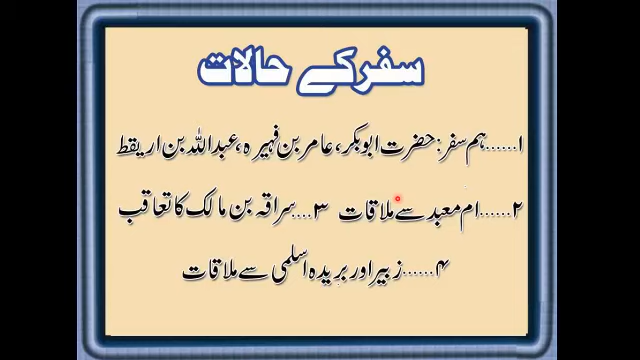 سفر کے حالات
۱......ہم سفر: حضرت ابوبکر، عامر بن فہیرہ، عبداللہ بن اریقط
۲......ام معبد سے ملاقات ۳....سراقہ بن مالک کا تعاقب
۴......زبیر اور بریدہ اسلمی سے ملاقات